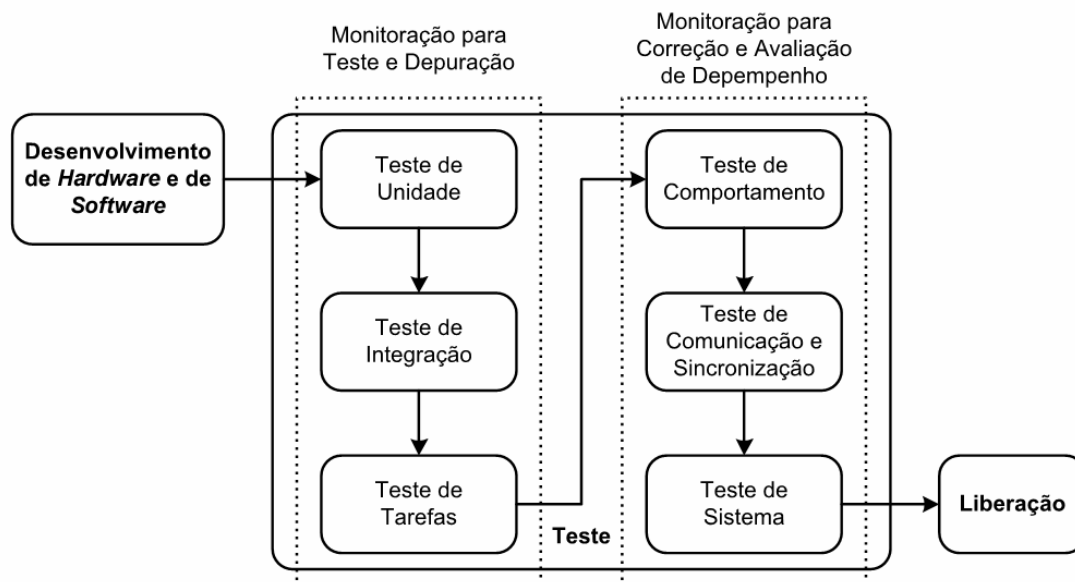 Monitoração para
Teste e Depuração
Monitoração para
Correção e Avaliação
de Depempenho
Desenvolvimento
de Hardware e de
Software
Teste de
Unidade
Teste de
Integração
Teste de
Tarefas
Teste
Teste de
Comportamento
Teste de
Comunicação e
Sincronização
Teste de
Sistema
Liberação